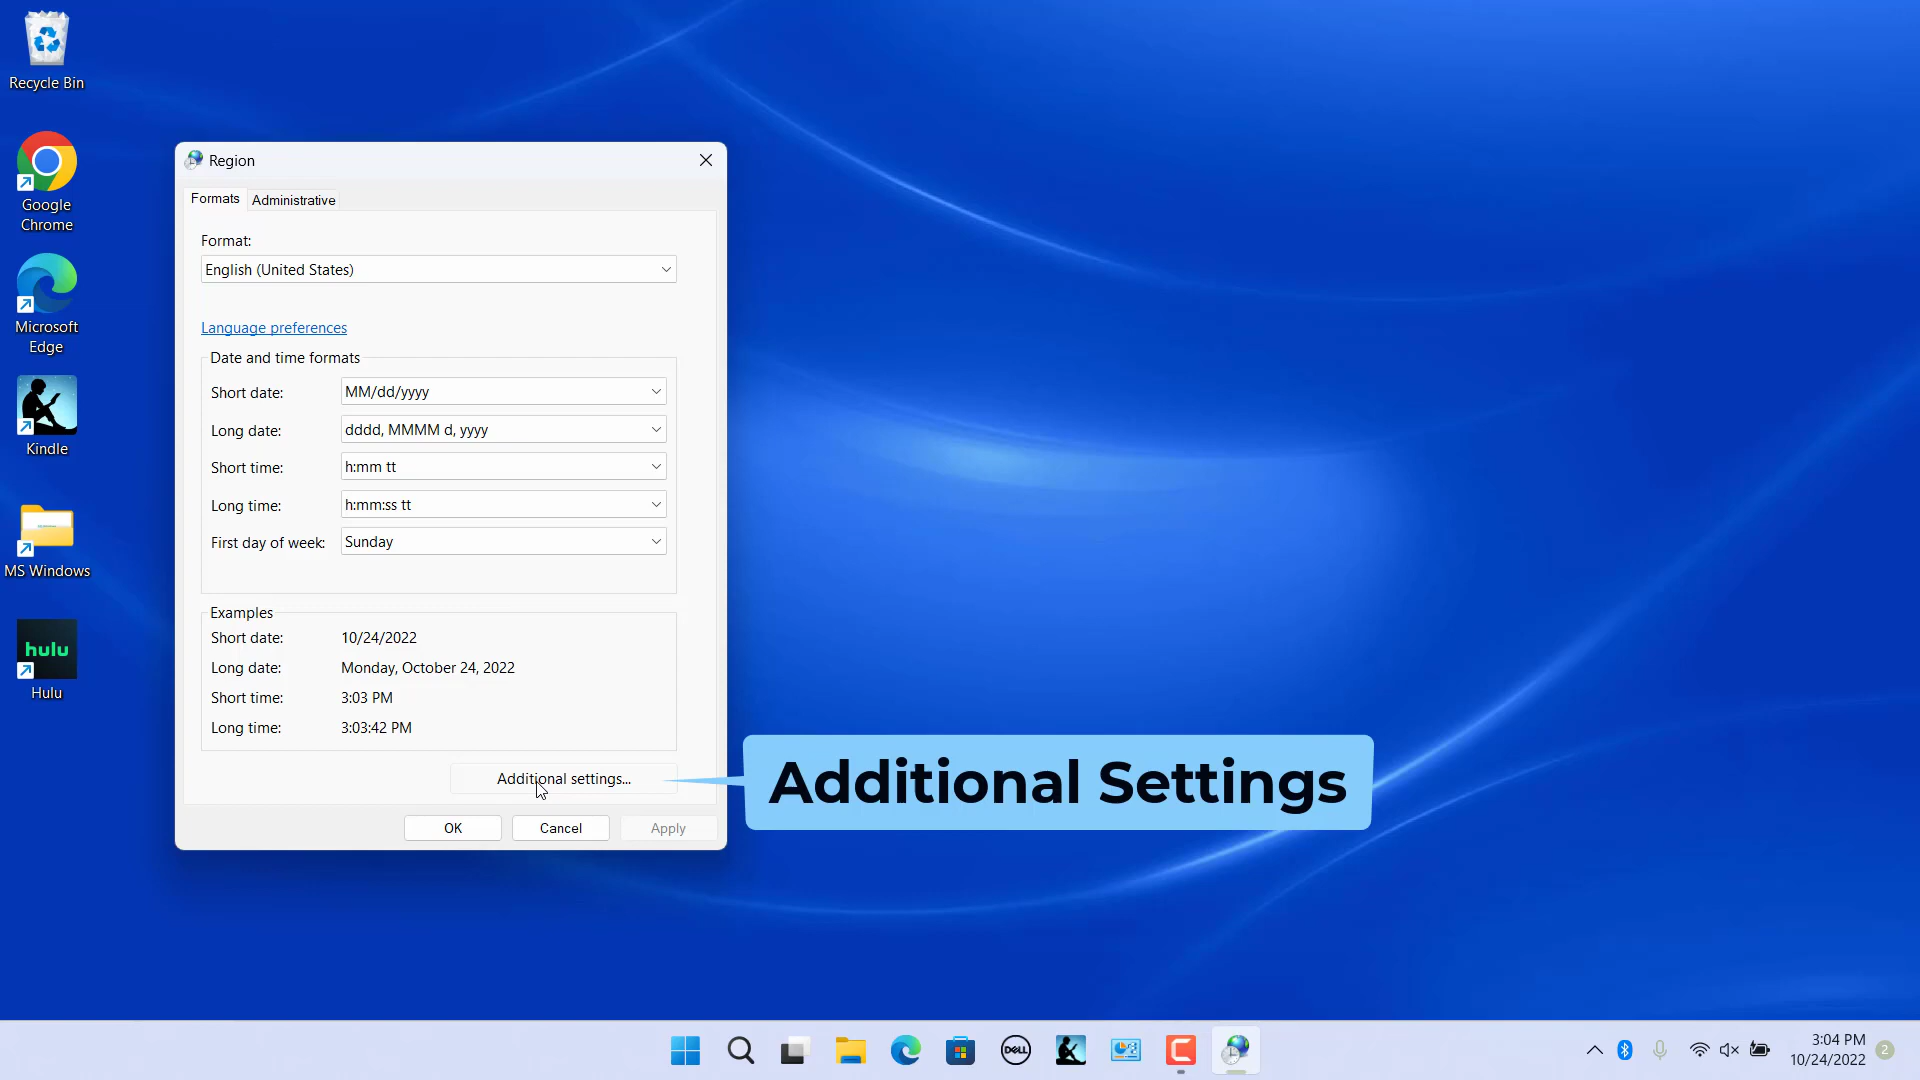 Recycle Bin
Google
Chrome
Microsoft
Edge
Kindle
MS Windows
hulu
Hulu
Region
Formats
Administrative
Format:
English (United States)
Language preferences
Date and time formats
Short date:
MM/dd/yyyy
Long date:
dddd, MMMM d, yyyy
Short time:
h:mm tt
Long time:
h:mm:ss tt
First day of week:
Sunday
Examples
Short date:
10/24/2022
Long date:
Monday, October 24, 2022
Short time:
3:03 PM
Long time:
3:03:42 PM
Additional settings...
Additional Settings
OK
Cancel
Apply
DELL
3:04 PM
10/24/2022
2